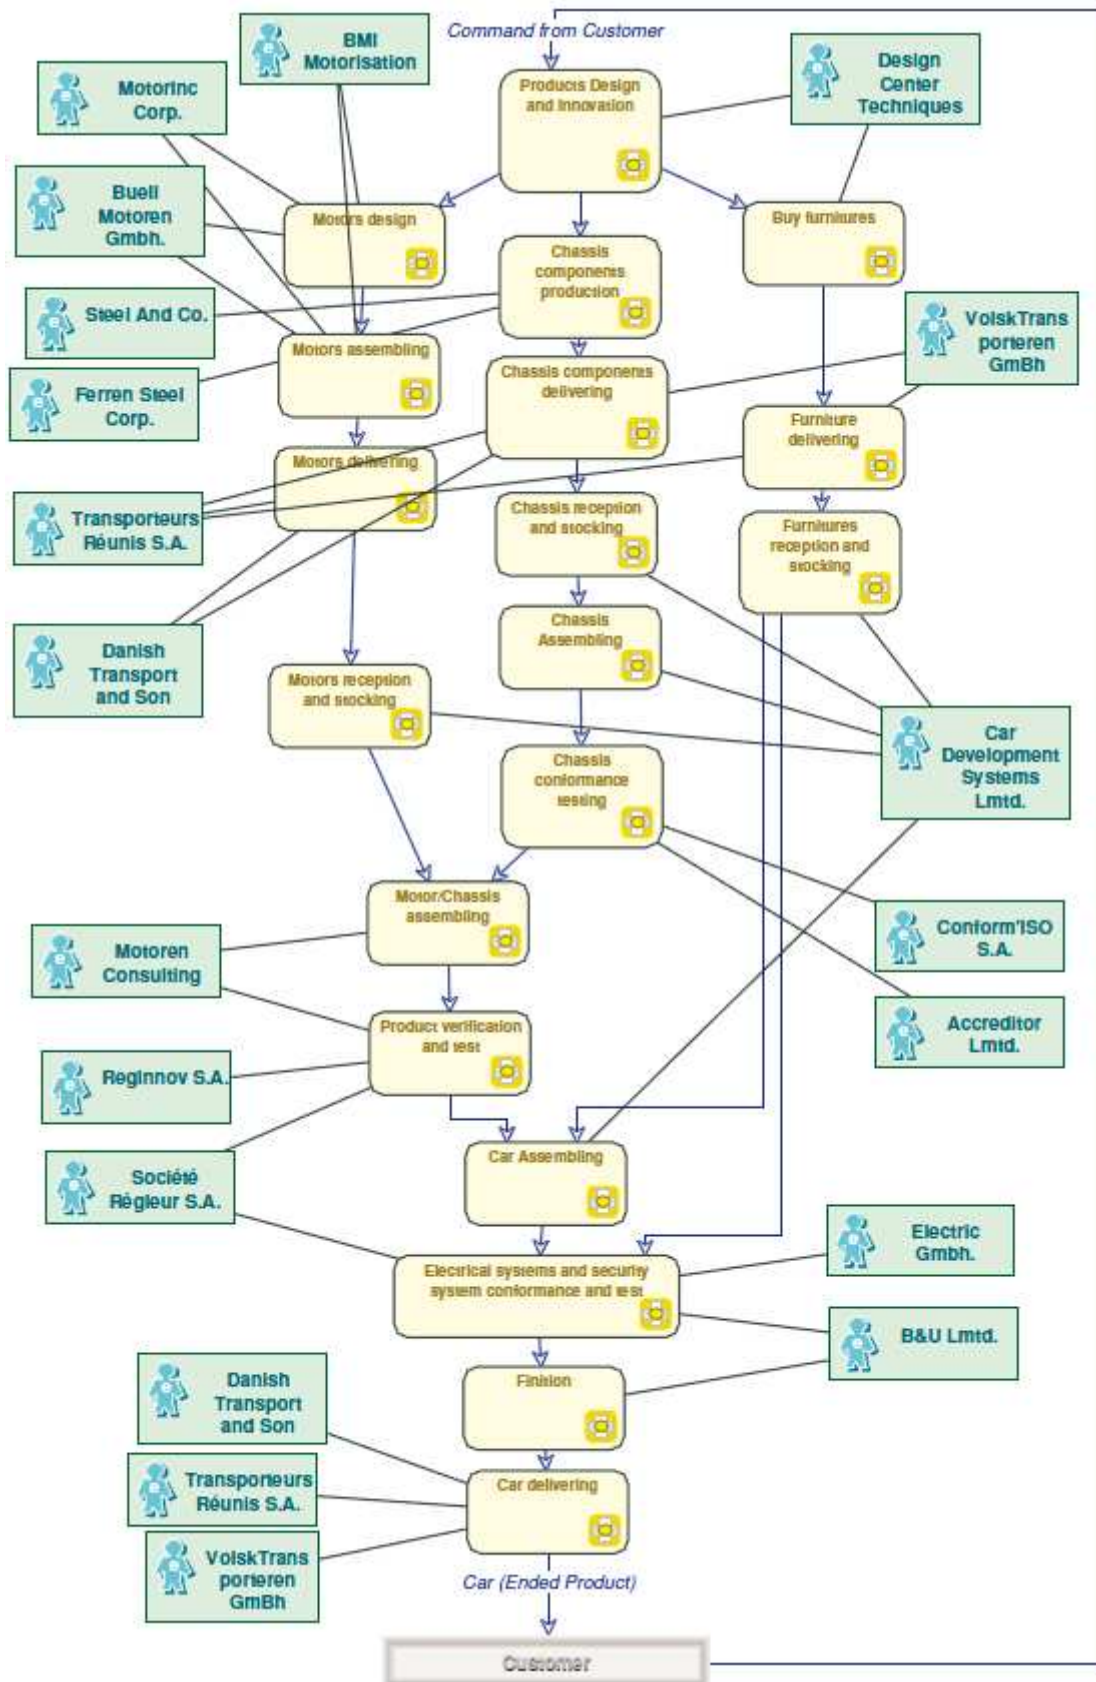 Command from Customer
BMI
Motorisation
Motorinc
Corp.
Products Design
and Innovation
Design
Center
Techniques
Buell
Motoren
Gmbh.
Motors design
Buy furnitures
Chassis
components
production
Steel And Co.
VolskTrans
porteren
GmBh
Motors assembling
Chassis components
delivering
Ferren Steel
Corp.
Furniture
delivering
Motors delivering
Transporteurs
Réunis S.A.
Chassis reception
and stocking
Furnitures
reception and
stocking
Chassis
Assembling
Danish
Transport
and Son
Motors reception
and stocking
Car
Development
Systems
Lmtd.
Chassis
conformance
testing
Motor/Chassis
assembling
Motoren
Consulting
Conform'ISO
S.A.
Accreditor
Lmtd.
Product verification
and test
Reginnov S.A.
Car Assembling
Société
Régleur S.A.
Electric
Gmbh.
Electrical systems and security
system conformance and test
B&U Lmtd.
Finition
Danish
Transport
and Son
Car delivering
Transporteurs
Réunis S.A.
VolskTrans
porteren
GmBh
Car (Ended Product)
Customer